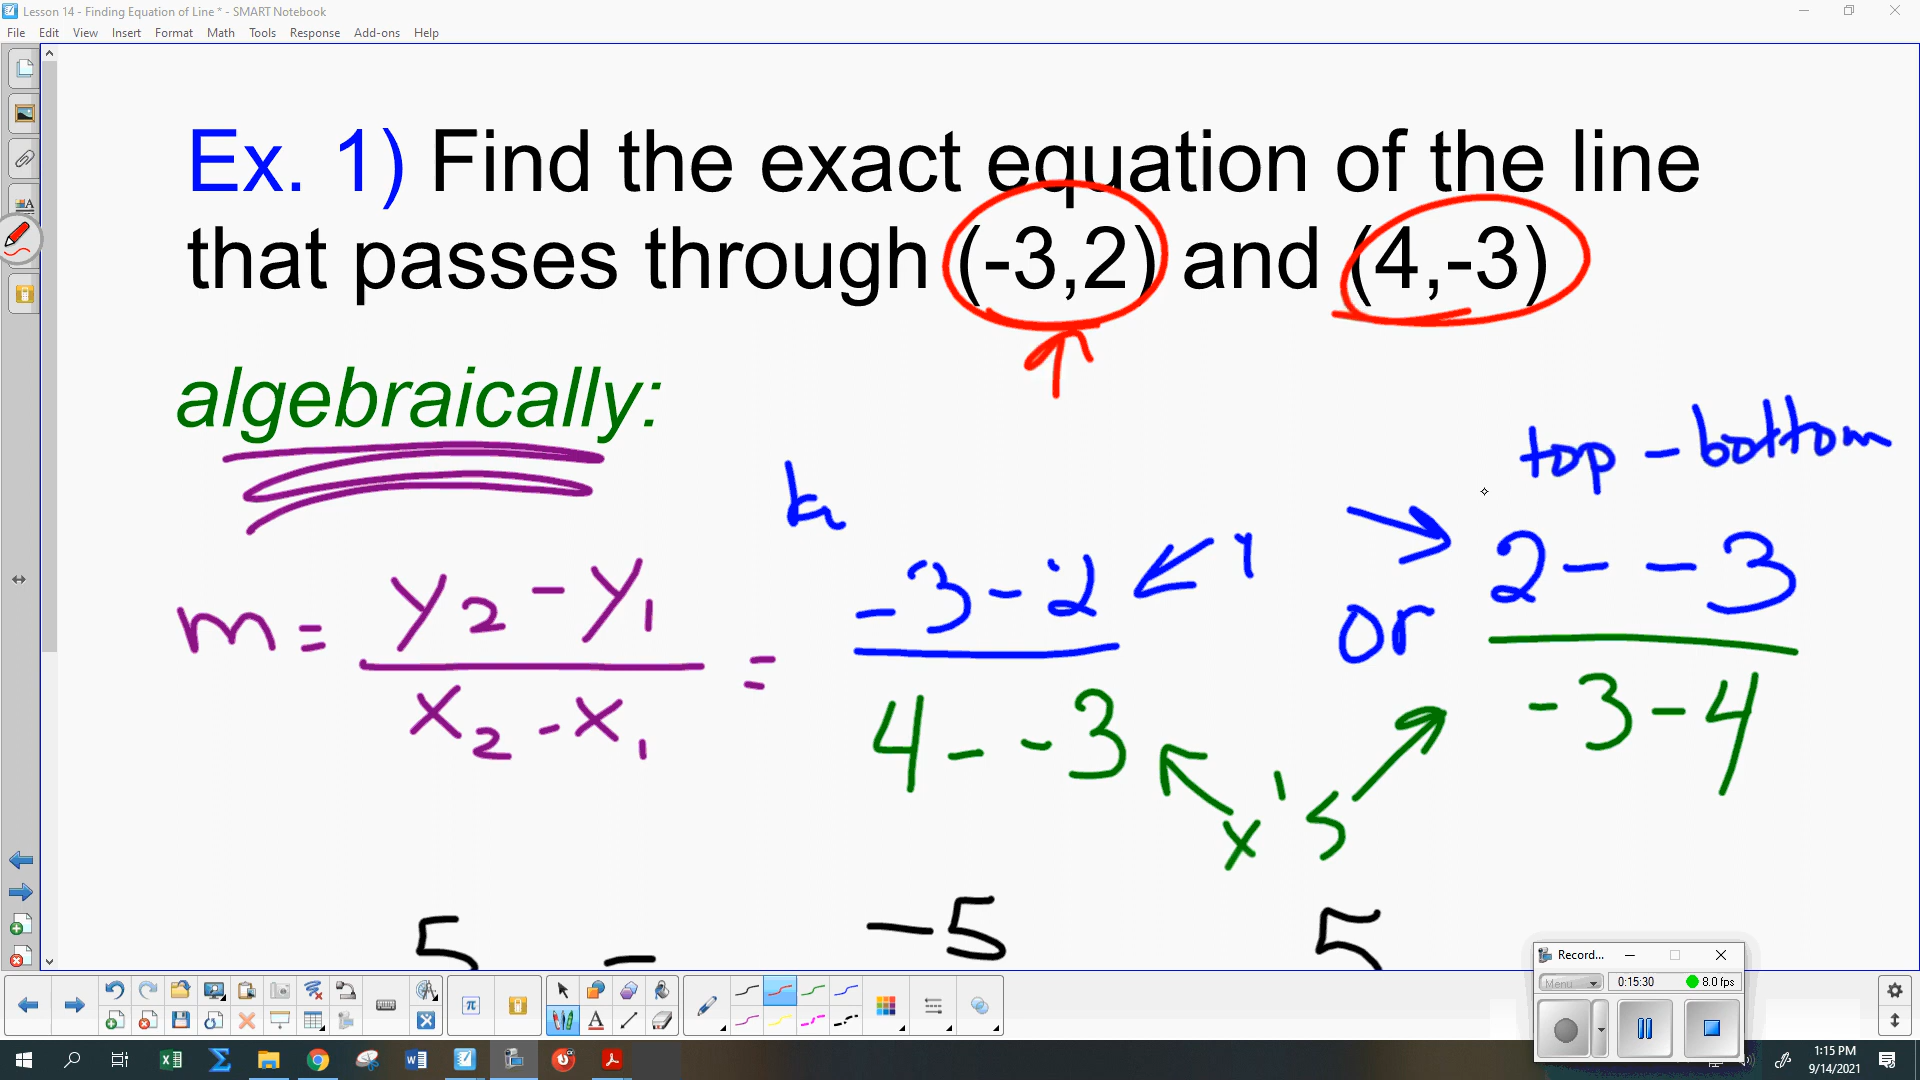 Lesson 14 - Finding Equation of Line * - SMART Notebook
File Edit View Insert Format Math Tools Response Add-ons Help
Ex. 1) Find the exact equation of the line
that passes through (-3,2) and (4,-3)
algebraically:
top - bottom
m = y2 - y1 / x2 - x1 = -3 - 2 / 4 - -3 or 2 - -3 / -3 - 4
x's
5 = -5 5
Record...
Menu 0:15:30 8.0 fps
1:15 PM
9/14/2021